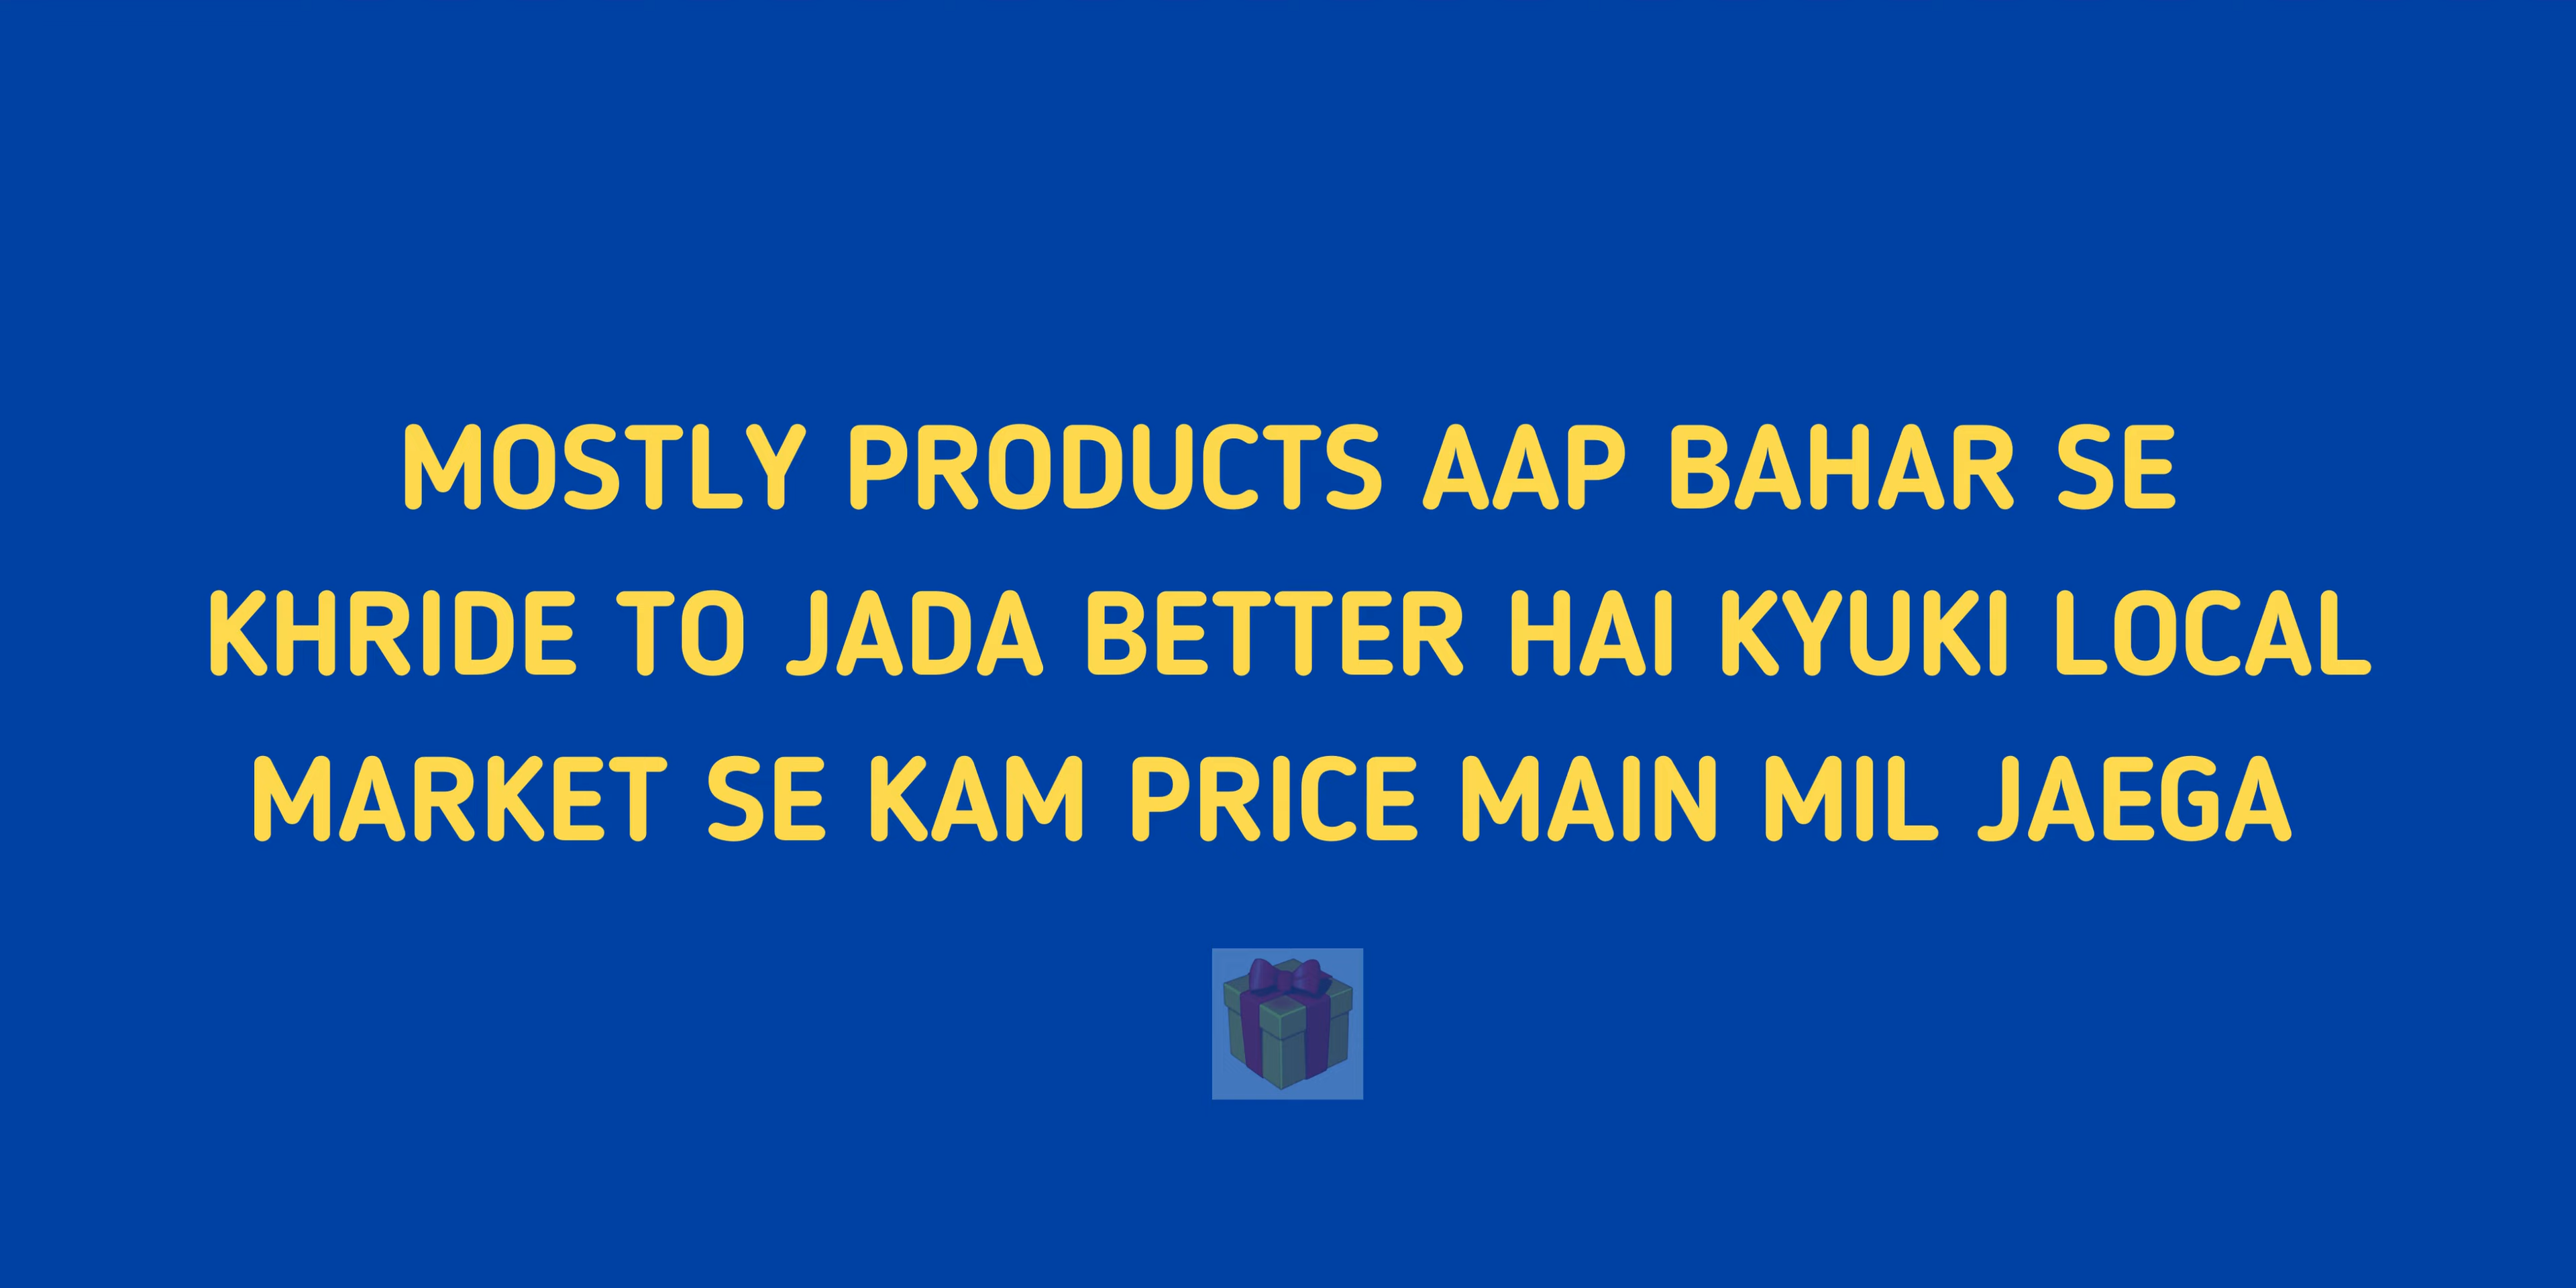 MOSTLY PRODUCTS AAP BAHAR SE
KHRIDE TO JADA BETTER HAI KYUKI LOCAL
MARKET SE KAM PRICE MAIN MIL JAEGA